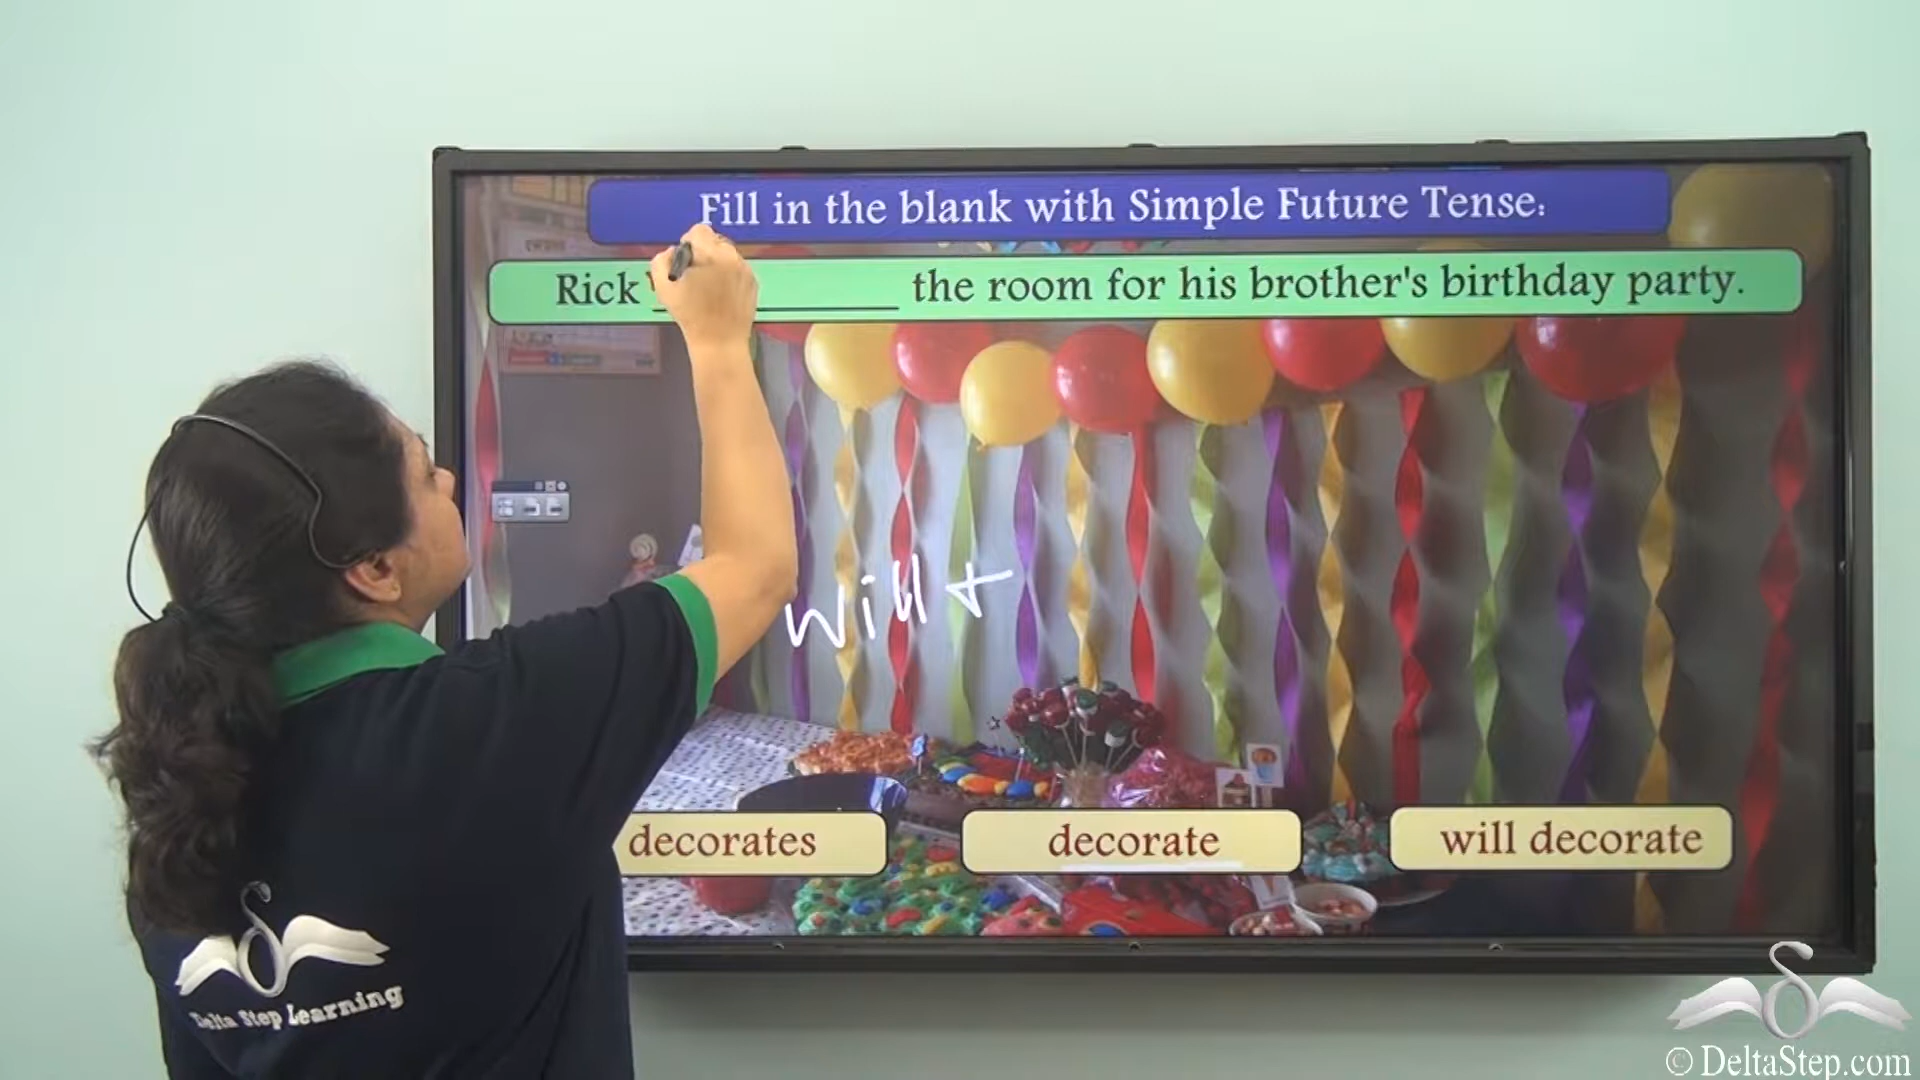 Fill in the blank with Simple Future Tense:
Rick __________ the room for his brother's birthday party.
will +
decorates
decorate
will decorate
Delta Step Learning
© DeltaStep.com